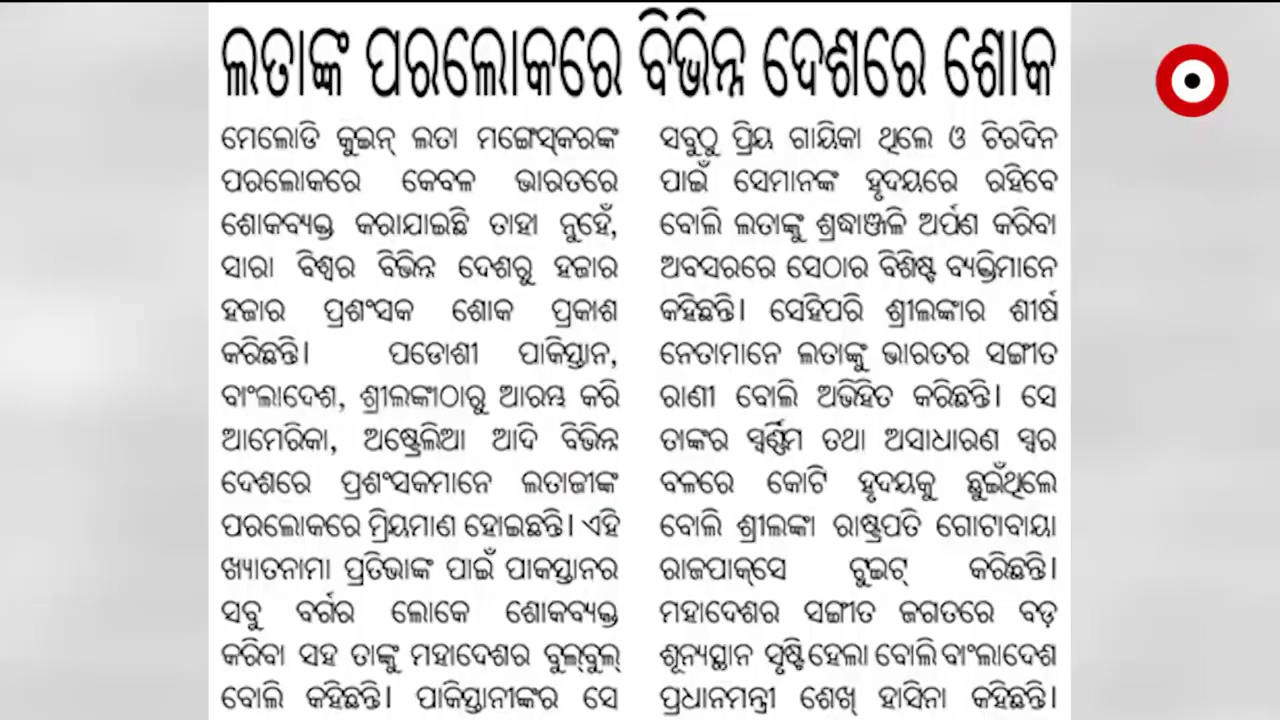 ଲତାଙ୍କ ପରଲୋକରେ ବିଭିନ୍ନ ଦେଶରେ ଶୋକ
ମେଲୋଡି କୁଇନ୍ ଲତା ମଙ୍ଗେସ୍କରଙ୍କ
ପରଲୋକରେ କେବଳ ଭାରତରେ
ଶୋକବ୍ୟକ୍ତ କରାଯାଇଛି ତାହା ନୁହେଁ,
ସାରା ବିଶ୍ୱର ବିଭିନ୍ନ ଦେଶରୁ ହଜାର
ହଜାର ପ୍ରଶଂସକ ଶୋକ ପ୍ରକାଶ
କରିଛନ୍ତି। ପଡୋଶୀ ପାକିସ୍ତାନ,
ବାଂଲାଦେଶ, ଶ୍ରୀଲଙ୍କାଠାରୁ ଆରମ୍ଭ କରି
ଆମେରିକା, ଅଷ୍ଟ୍ରେଲିଆ ଆଦି ବିଭିନ୍ନ
ଦେଶରେ ପ୍ରଶଂସକମାନେ ଲତାଜୀଙ୍କ
ପରଲୋକରେ ମ୍ରିୟମାଣ ହୋଇଛନ୍ତି। ଏହି
ଖ୍ୟାତନାମା ପ୍ରତିଭାଙ୍କ ପାଇଁ ପାକସ୍ତାନର
ସବୁ ବର୍ଗର ଲୋକେ ଶୋକବ୍ୟକ୍ତ
କରିବା ସହ ତାଙ୍କୁ ମହାଦେଶର ବୁଲ୍‌ବୁଲ୍
ବୋଲି କହିଛନ୍ତି। ପାକିସ୍ତାନୀଙ୍କର ସେ
ସବୁଠୁ ପ୍ରିୟ ଗାୟିକା ଥିଲେ ଓ ଚିରଦିନ
ପାଇଁ ସେମାନଙ୍କ ହୃଦୟରେ ରହିବେ
ବୋଲି ଲତାଙ୍କୁ ଶ୍ରଦ୍ଧାଞ୍ଜଳି ଅର୍ପଣ କରିବା
ଅବସରରେ ସେଠାର ବିଶିଷ୍ଟ ବ୍ୟକ୍ତିମାନେ
କହିଛନ୍ତି। ସେହିପରି ଶ୍ରୀଲଙ୍କାର ଶୀର୍ଷ
ନେତାମାନେ ଲତାଙ୍କୁ ଭାରତର ସଙ୍ଗୀତ
ରାଣୀ ବୋଲି ଅଭିହିତ କରିଛନ୍ତି। ସେ
ତାଙ୍କର ସ୍ୱର୍ଣ୍ଣିମ ତଥା ଅସାଧାରଣ ସ୍ୱର
ବଳରେ କୋଟି ହୃଦୟକୁ ଛୁଇଁଥିଲେ
ବୋଲି ଶ୍ରୀଲଙ୍କା ରାଷ୍ଟ୍ରପତି ଗୋଟାବାୟା
ରାଜପାକ୍‌ସେ ଟୁଇଟ୍ କରିଛନ୍ତି।
ମହାଦେଶର ସଙ୍ଗୀତ ଜଗତରେ ବଡ଼
ଶୂନ୍ୟସ୍ଥାନ ସୃଷ୍ଟି ହେଲା ବୋଲି ବାଂଲାଦେଶ
ପ୍ରଧାନମନ୍ତ୍ରୀ ଶେଖ୍ ହାସିନା କହିଛନ୍ତି।